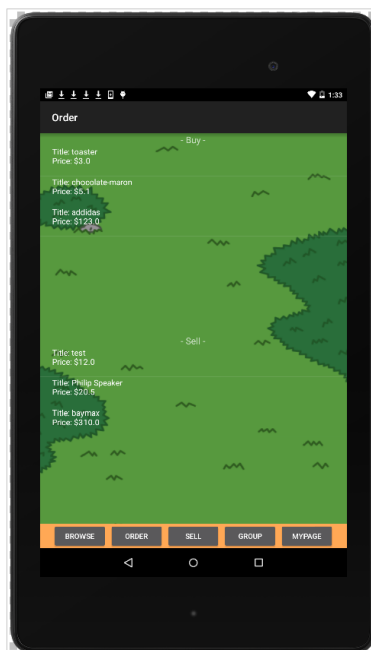 1:33
Order
- Buy -
Title: toaster
Price: $3.0
Title: chocolate-maron
Price: $5.1
Title: addidas
Price: $123.0
- Sell -
Title: test
Price: $12.0
Title: Philip Speaker
Price: $20.5
Title: baymax
Price: $310.0
BROWSE ORDER SELL GROUP MYPAGE